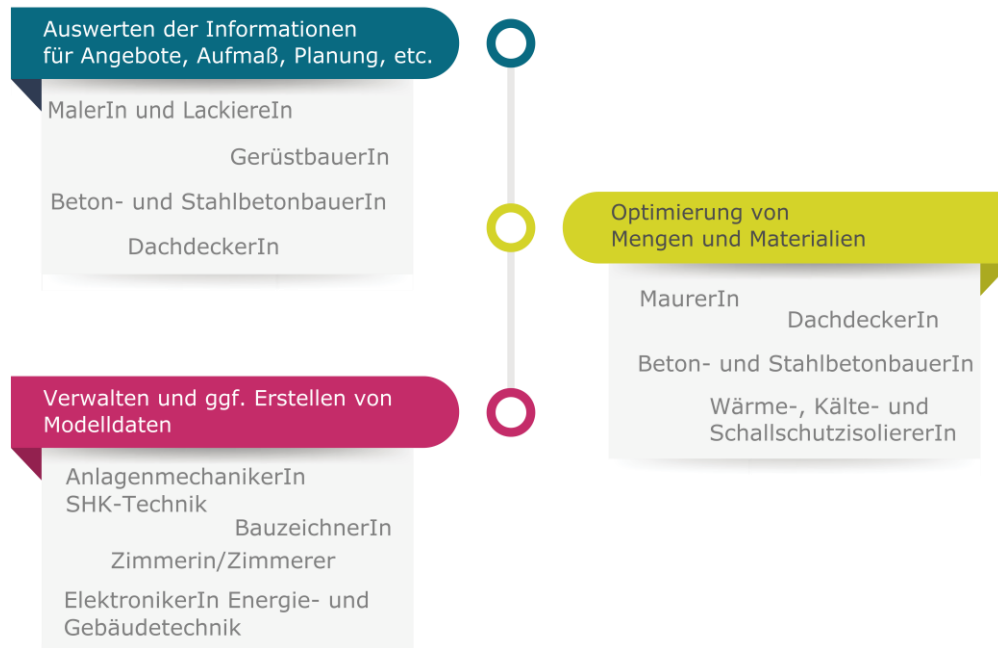 Auswerten der Informationen
für Angebote, Aufmaß, Planung, etc.
MalerIn und LackiereIn
GerüstbauerIn
Beton- und StahlbetonbauerIn
DachdeckerIn
Optimierung von
Mengen und Materialien
MaurerIn
DachdeckerIn
Beton- und StahlbetonbauerIn
Wärme-, Kälte- und
SchallschutzisoliererIn
Verwalten und ggf. Erstellen von
Modelldaten
AnlagenmechanikerIn
SHK-Technik
BauzeichnerIn
Zimmerin/Zimmerer
ElektronikerIn Energie- und
Gebäudetechnik